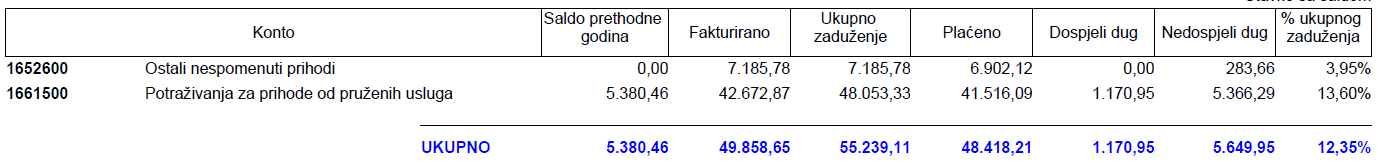 Konto Saldo prethodne godina Fakturirano Ukupno zaduženje Plaćeno Dospjeli dug Nedospjeli dug % ukupnog zaduženja
1652600 Ostali nespomenuti prihodi 0,00 7.185,78 7.185,78 6.902,12 0,00 283,66 3,95%
1661500 Potraživanja za prihode od pruženih usluga 5.380,46 42.672,87 48.053,33 41.516,09 1.170,95 5.366,29 13,60%
UKUPNO 5.380,46 49.858,65 55.239,11 48.418,21 1.170,95 5.649,95 12,35%